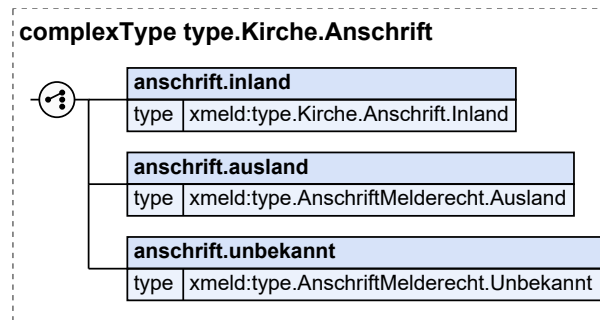 complexType type.Kirche.Anschrift
anschrift.inland
type xmeld:type.Kirche.Anschrift.Inland
anschrift.ausland
type xmeld:type.AnschriftMelderecht.Ausland
anschrift.unbekannt
type xmeld:type.AnschriftMelderecht.Unbekannt